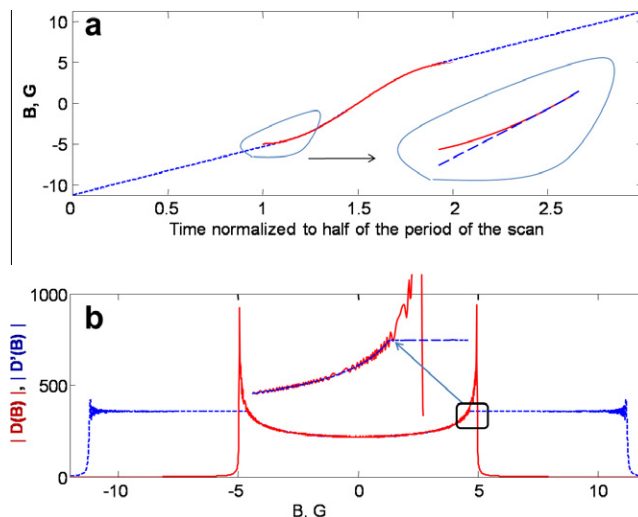 a
B, G
10
5
0
-5
-10
0 0.5 1 1.5 2 2.5
Time normalized to half of the period of the scan
b
| D(B) |, | D'(B) |
1000
500
0
-10 -5 0 5 10
B, G